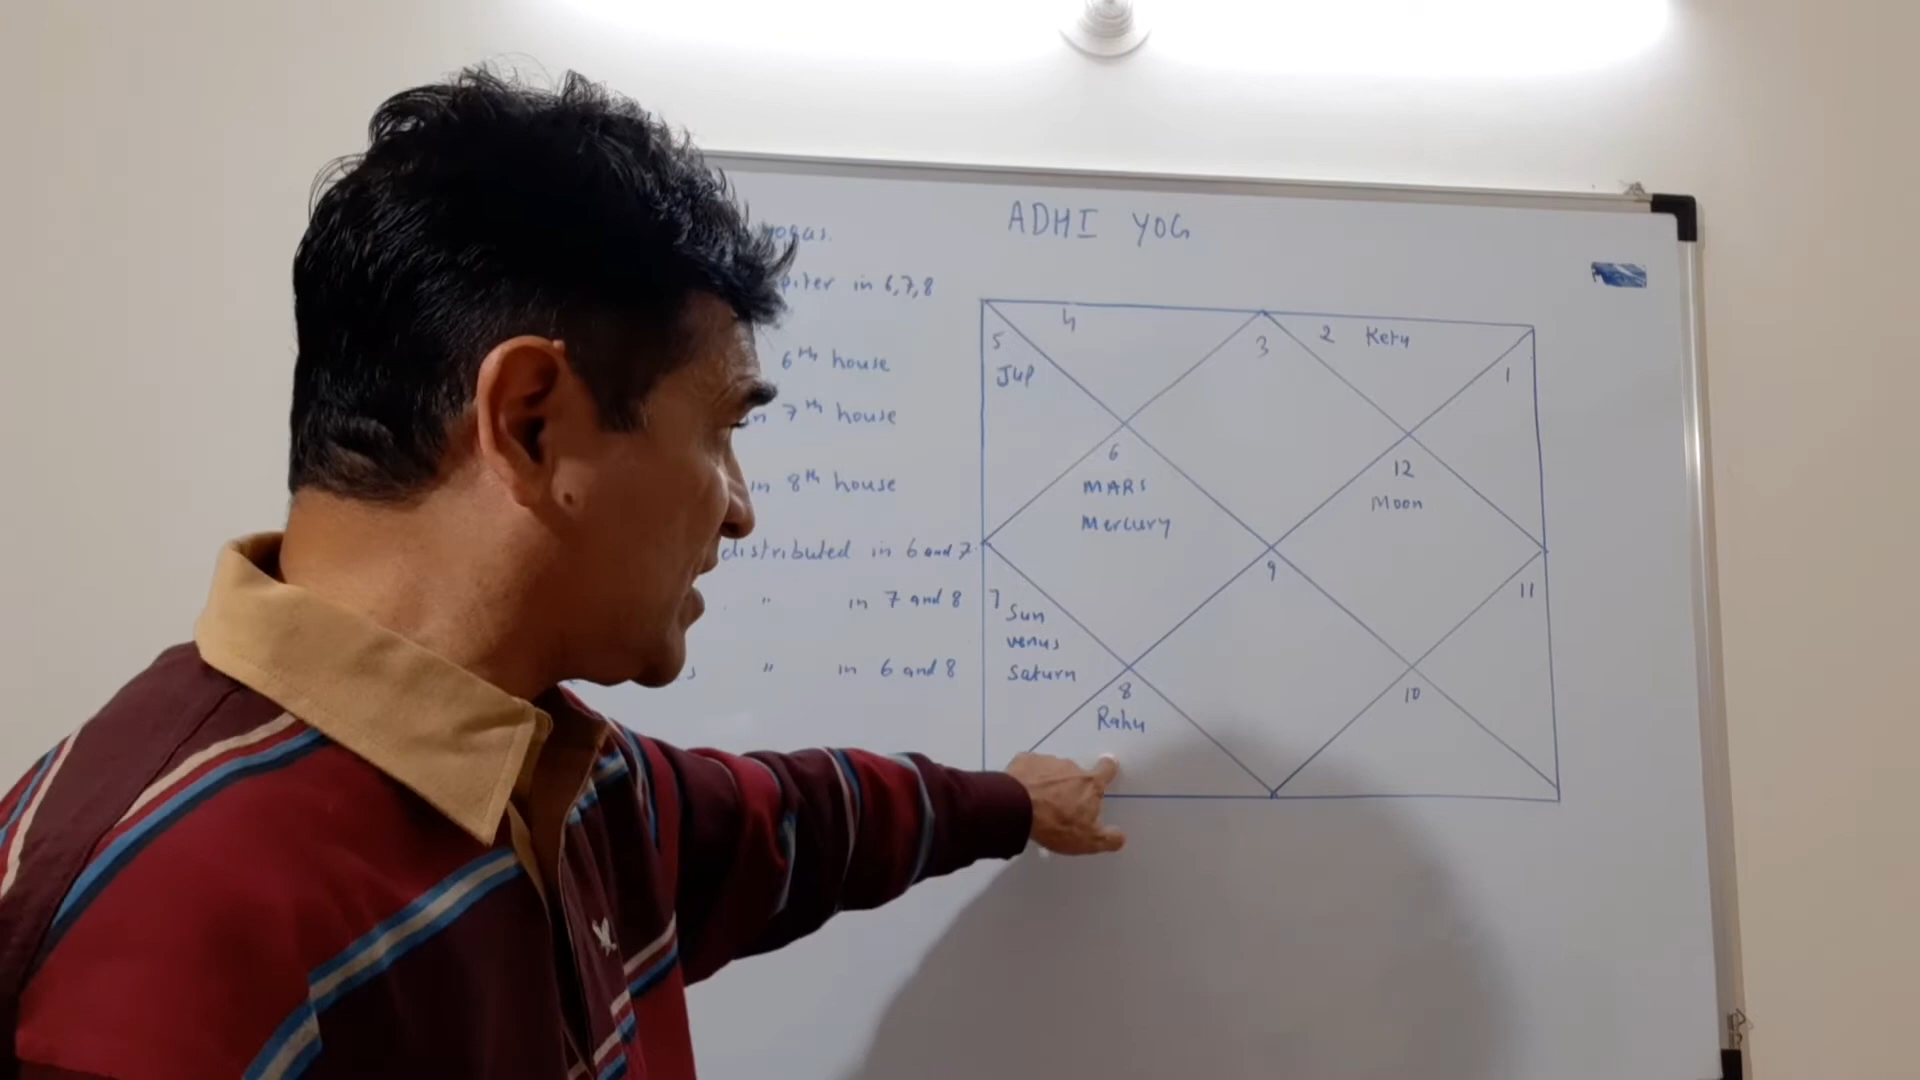 ADHI YOG
yogas.
piter in 6,7,8
6th house
in 7th house
in 8th house
distributed in 6 and 7
" in 7 and 8
s " in 6 and 8
4
3
2 Ketu
5
Jup
1
6
MARS
Mercury
12
Moon
9
7
Sun
venus
Saturn
11
8
Rahu
10